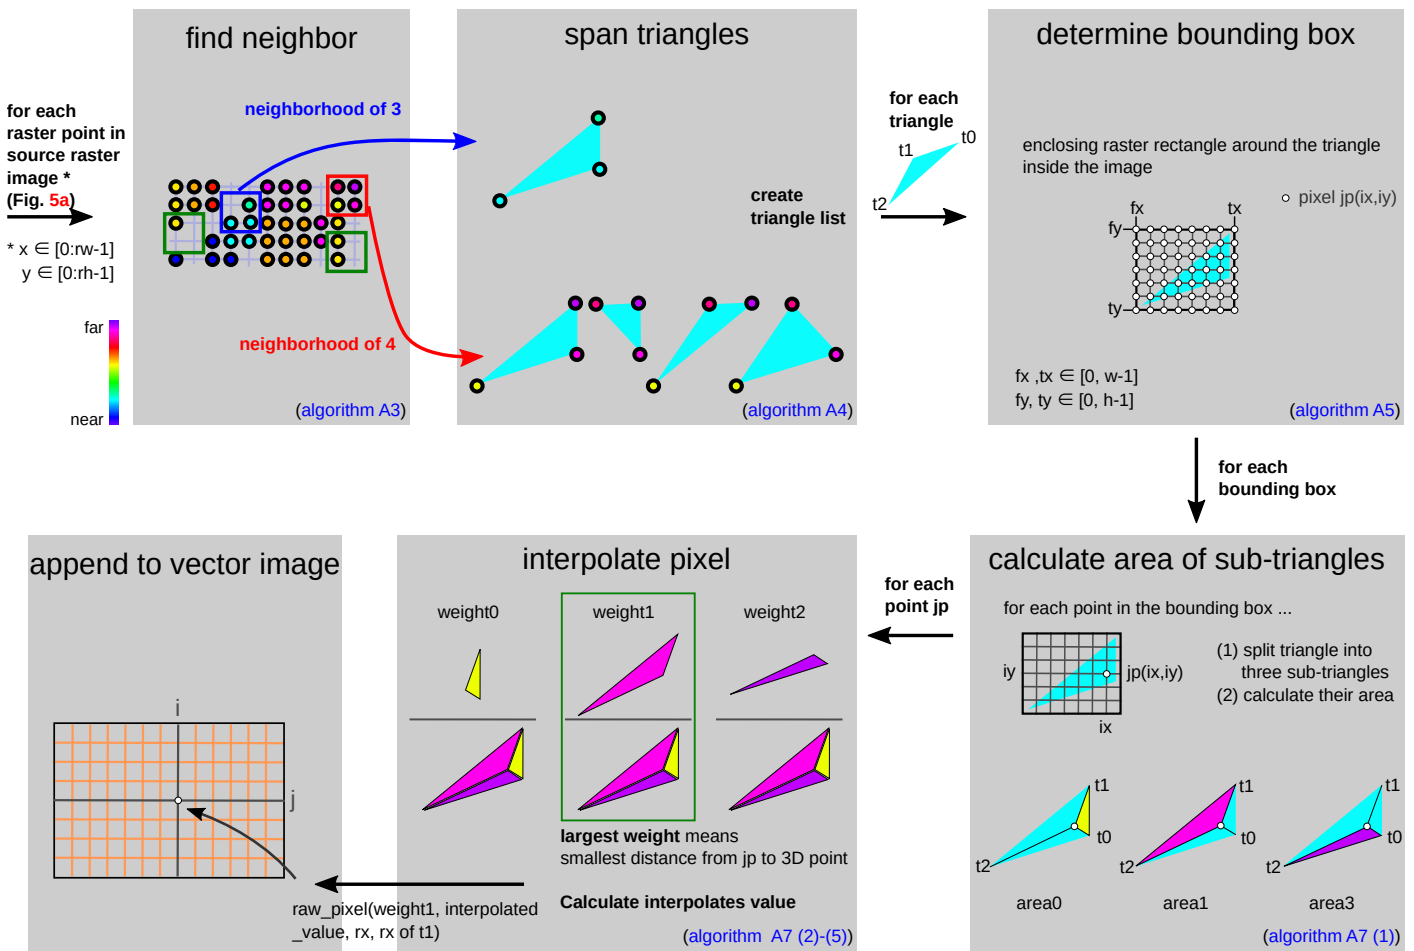 find neighbor
for each
raster point in
source raster
image *
(Fig. 5a)
* x ∈ [0:rw-1]
y ∈ [0:rh-1]
far
near
neighborhood of 3
neighborhood of 4
(algorithm A3)
span triangles
create
triangle list
(algorithm A4)
for each
triangle
t1
t0
t2
determine bounding box
enclosing raster rectangle around the triangle
inside the image
pixel jp(ix,iy)
fx
tx
fy
ty
fx ,tx ∈ [0, w-1]
fy, ty ∈ [0, h-1]
(algorithm A5)
for each
bounding box
calculate area of sub-triangles
for each point in the bounding box ...
iy
jp(ix,iy)
ix
(1) split triangle into
three sub-triangles
(2) calculate their area
t1
t0
t2
area0
t1
t0
t2
area1
t1
t0
t2
area3
(algorithm A7 (1))
for each
point jp
interpolate pixel
weight0
weight1
weight2
largest weight means
smallest distance from jp to 3D point
Calculate interpolates value
(algorithm A7 (2)-(5))
raw_pixel(weight1, interpolated
_value, rx, rx of t1)
append to vector image
i
j